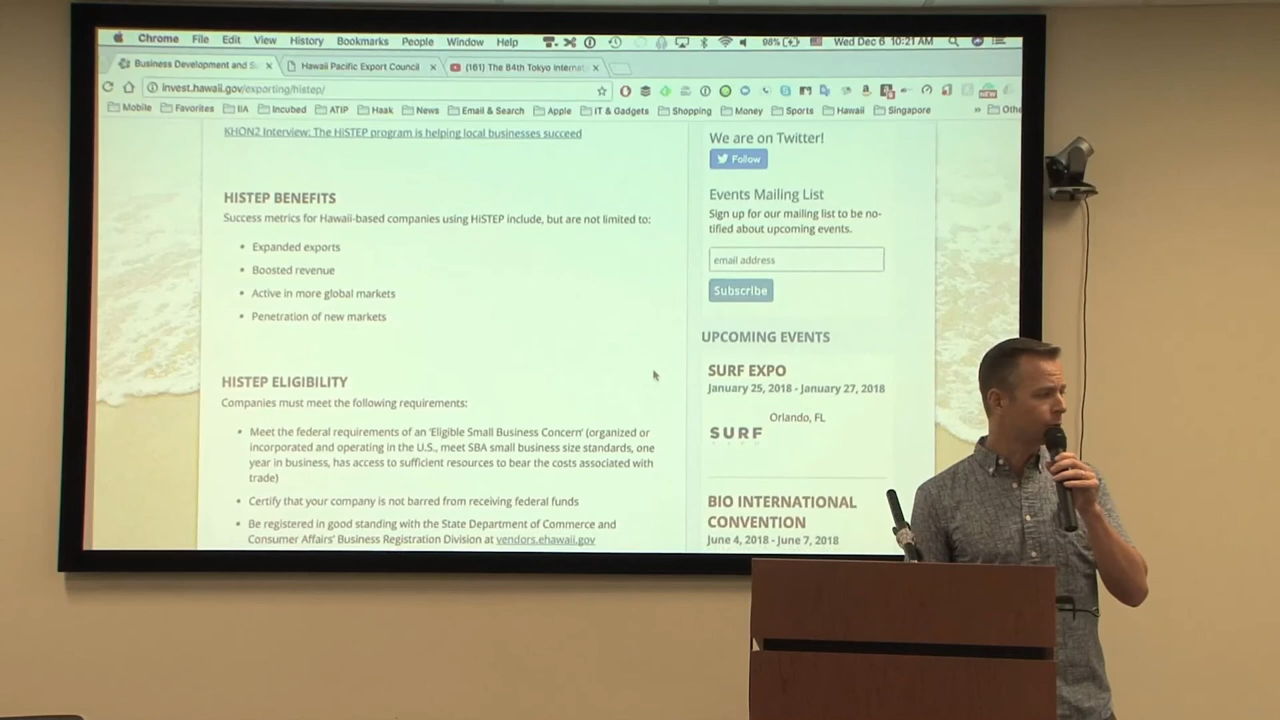 Chrome File Edit View History Bookmarks People Window Help 98% Wed Dec 6 10:21 AM
Business Development and S Hawaii Pacific Export Council (161) The 84th Tokyo Internat
invest.hawaii.gov/exporting/histep/
Mobile Favorites IIA Incubed ATIP Haak News Email & Search Apple IT & Gadgets Shopping Money Sports Hawaii Singapore » Othe
KHON2 Interview: The HiSTEP program is helping local businesses succeed
HISTEP BENEFITS
Success metrics for Hawaii-based companies using HiSTEP include, but are not limited to:
Expanded exports
Boosted revenue
Active in more global markets
Penetration of new markets
HISTEP ELIGIBILITY
Companies must meet the following requirements:
Meet the federal requirements of an 'Eligible Small Business Concern' (organized or
incorporated and operating in the U.S., meet SBA small business size standards, one
year in business, has access to sufficient resources to bear the costs associated with
trade)
Certify that your company is not barred from receiving federal funds
Be registered in good standing with the State Department of Commerce and
Consumer Affairs' Business Registration Division at vendors.ehawaii.gov
We are on Twitter!
Follow
Events Mailing List
Sign up for our mailing list to be no-
tified about upcoming events.
email address
Subscribe
UPCOMING EVENTS
SURF EXPO
January 25, 2018 - January 27, 2018
Orlando, FL
SURF
BIO INTERNATIONAL
CONVENTION
June 4, 2018 - June 7, 2018